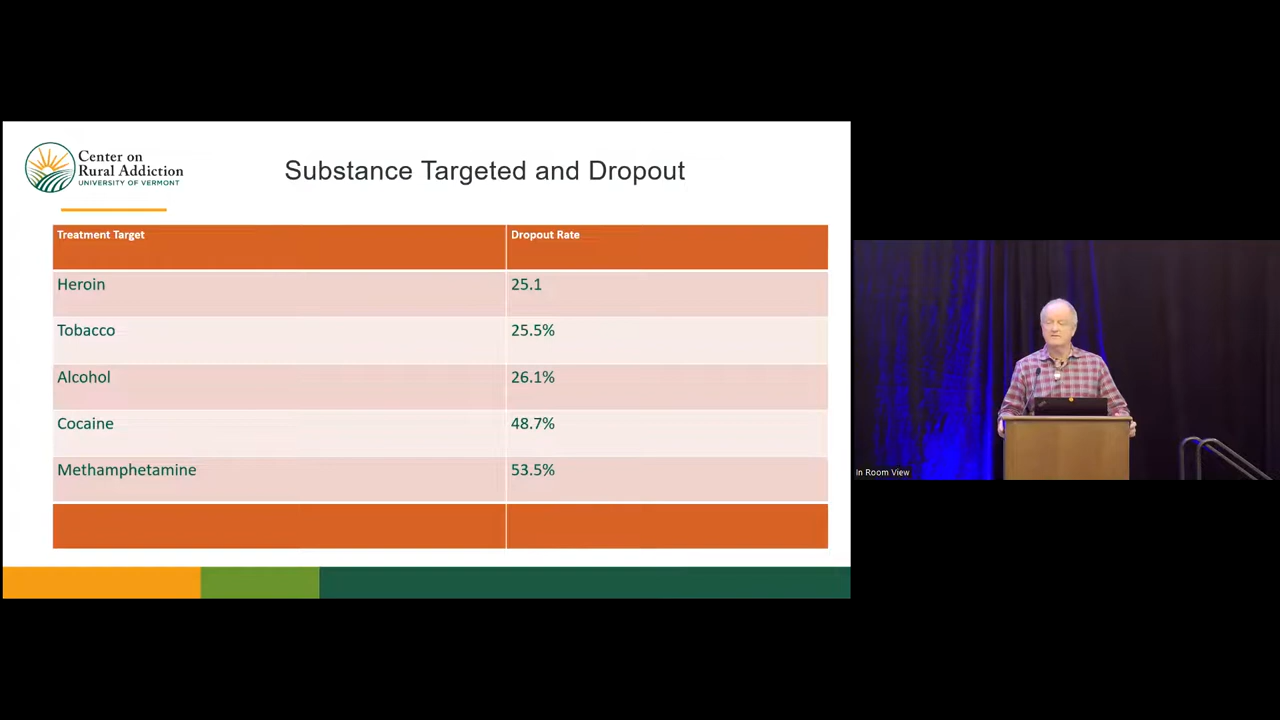 Center on
Rural Addiction
UNIVERSITY OF VERMONT
Substance Targeted and Dropout
Treatment Target Dropout Rate
Heroin 25.1
Tobacco 25.5%
Alcohol 26.1%
Cocaine 48.7%
Methamphetamine 53.5%
In Room View